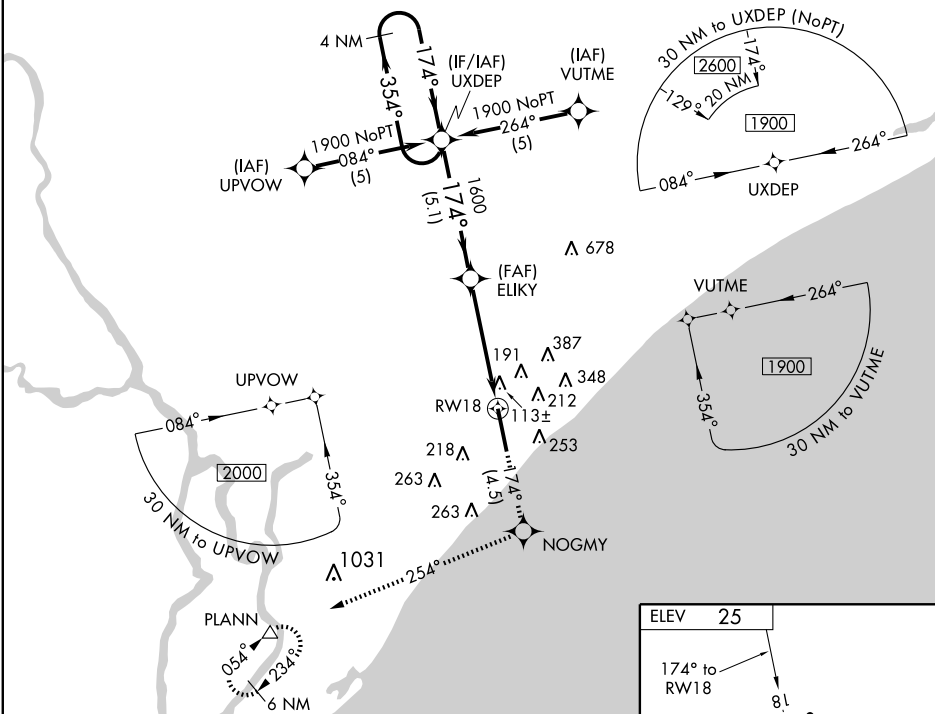 4 NM
174°
354°
(IF/IAF)
UXDEP
(IAF)
VUTME
1900 NoPT
264°
(5)
1900 NoPT
084°
(5)
(IAF)
UPVOW
1600
174°
(5.1)
(FAF)
ELIKY
678
30 NM to UXDEP (NoPT)
2600
174°
129°
20 NM
1900
084°
264°
UXDEP
VUTME
264°
1900
354°
30 NM to VUTME
191
387
348
212
RW18
113±
253
218
263
263
174°
(4.5)
NOGMY
254°
1031
UPVOW
084°
2000
354°
30 NM to UPVOW
PLANN
054°
234°
6 NM
ELEV 25
174° to
RW18
18